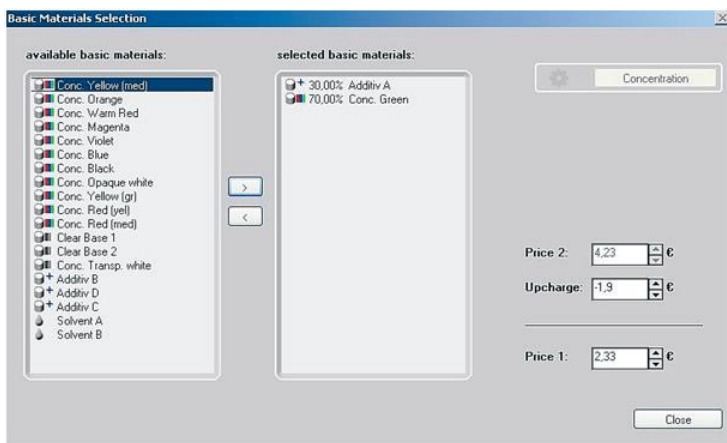 Basic Materials Selection
available basic materials:
Conc. Yellow (med)
Conc. Orange
Conc. Warm Red
Conc. Magenta
Conc. Violet
Conc. Blue
Conc. Black
Conc. Opaque white
Conc. Yellow (gr)
Conc. Red (yel)
Conc. Red (med)
Clear Base 1
Clear Base 2
Conc. Transp. white
Additiv B
Additiv D
Additiv C
Solvent A
Solvent B
>
<
selected basic materials:
30,00% Additiv A
70,00% Conc. Green
Concentration
Price 2: 4,23 €
Upcharge: -1,9 €
Price 1: 2,33 €
Close